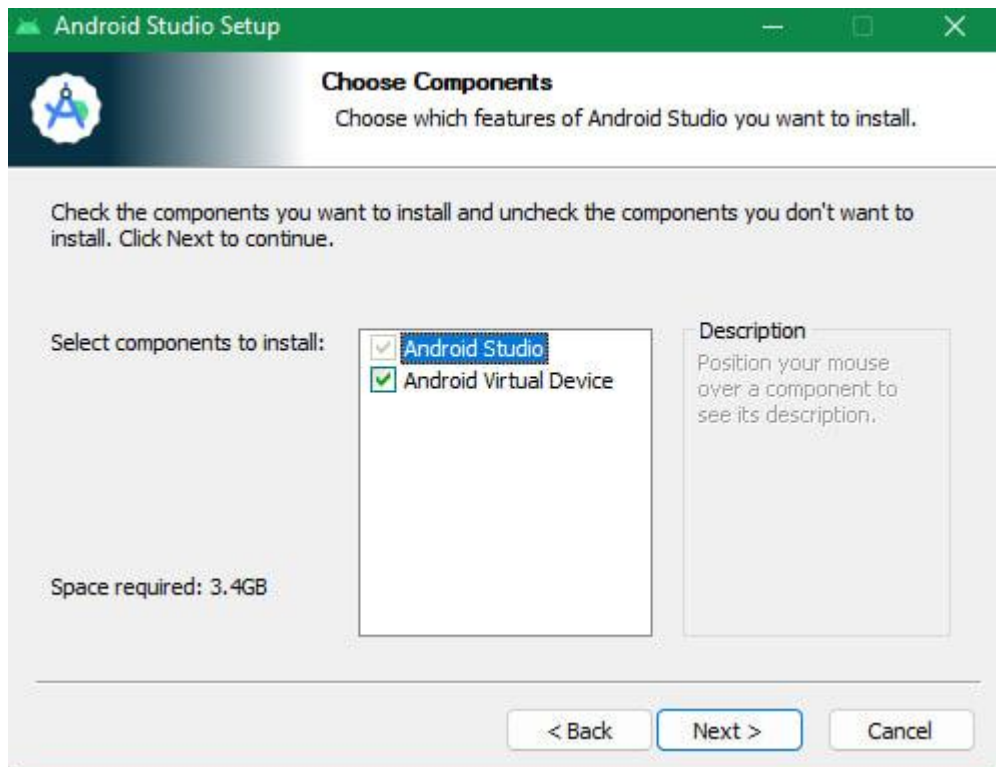 Android Studio Setup
Choose Components
Choose which features of Android Studio you want to install.
Check the components you want to install and uncheck the components you don't want to
install. Click Next to continue.
Select components to install:
Android Studio
Android Virtual Device
Description
Position your mouse
over a component to
see its description.
Space required: 3.4GB
< Back
Next >
Cancel